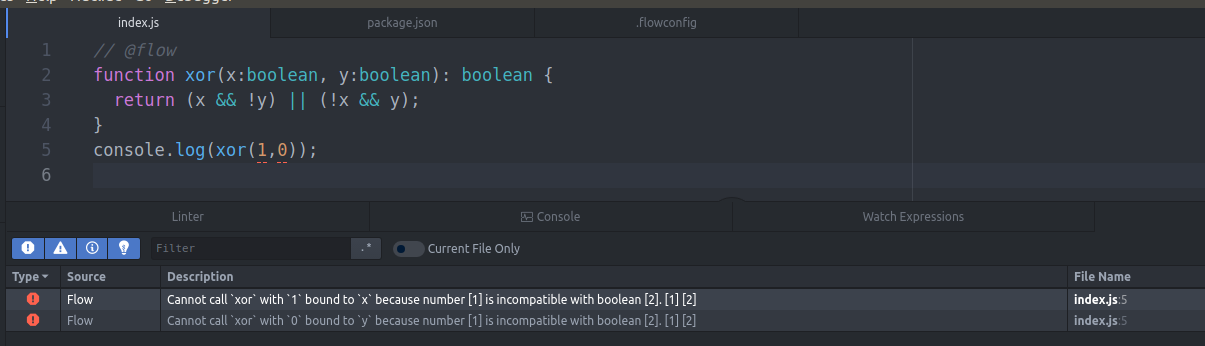 index.js package.json .flowconfig
1 // @flow
2 function xor(x:boolean, y:boolean): boolean {
3 return (x && !y) || (!x && y);
4 }
5 console.log(xor(1,0));
6
Linter Console Watch Expressions
Filter .* Current File Only
Type Source Description File Name
Flow Cannot call `xor` with `1` bound to `x` because number [1] is incompatible with boolean [2]. [1] [2] index.js:5
Flow Cannot call `xor` with `0` bound to `y` because number [1] is incompatible with boolean [2]. [1] [2] index.js:5